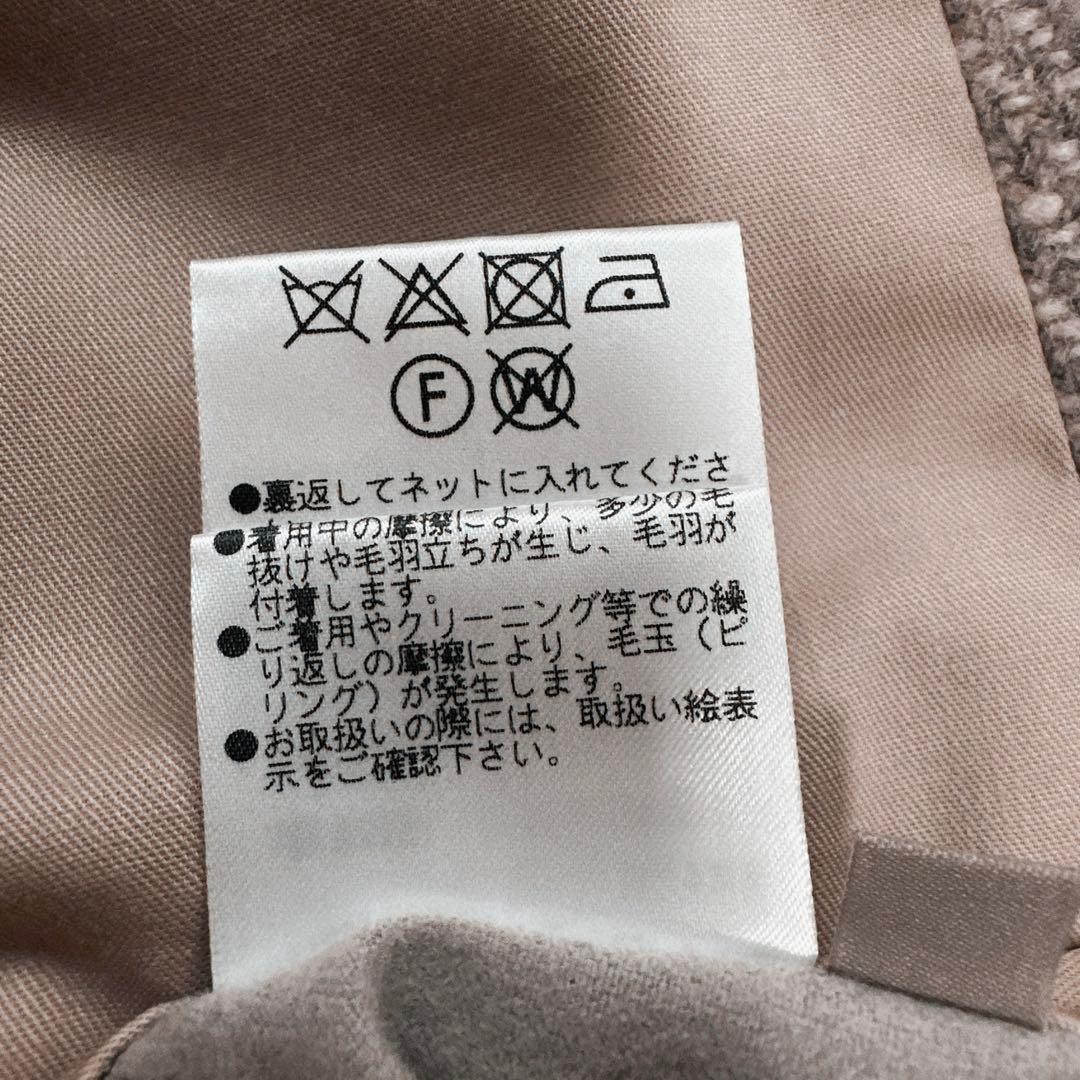 F
W
●裏返してネットに入れてくださ
●着用中の摩擦により、多少の毛
抜けや毛羽立ちが生じ、毛羽が
付着します。
●ご着用やクリーニング等での繰
り返しの摩擦により、毛玉（ピ
リング）が発生します。
●お取扱いの際には、取扱い絵表
示をご確認下さい。